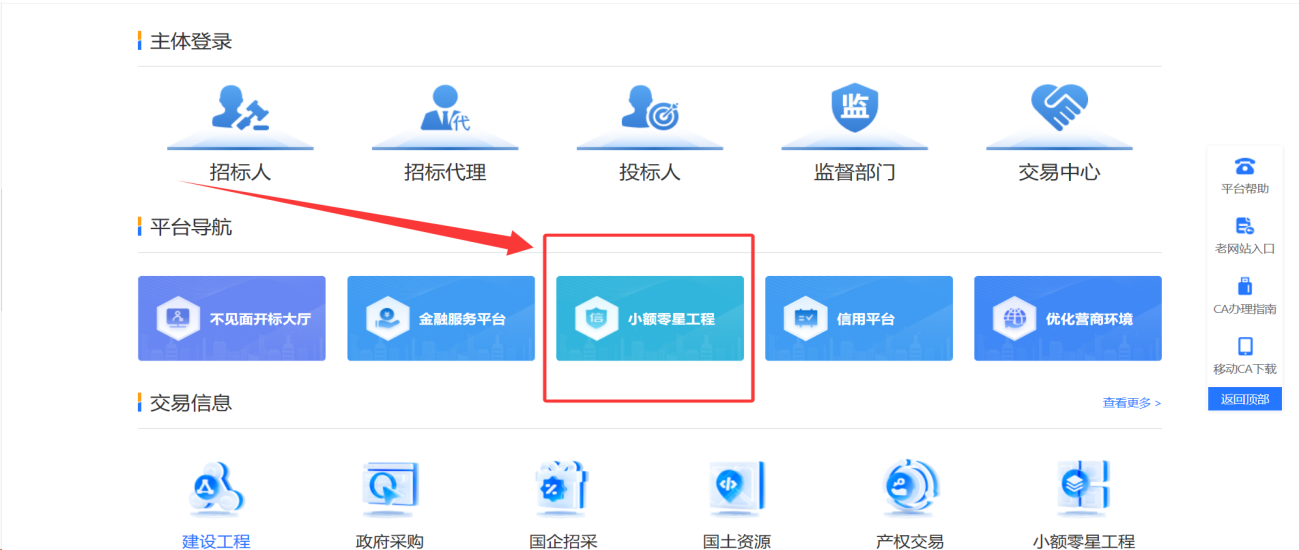 主体登录
监
代
招标人
招标代理
投标人
监督部门
交易中心
平台导航
不见面开标大厅
金融服务平台
信
小额零星工程
信用平台
优化营商环境
交易信息
查看更多 >
建设工程
政府采购
国企招采
国土资源
产权交易
小额零星工程
平台帮助
老网站入口
CA办理指南
移动CA下载
返回顶部